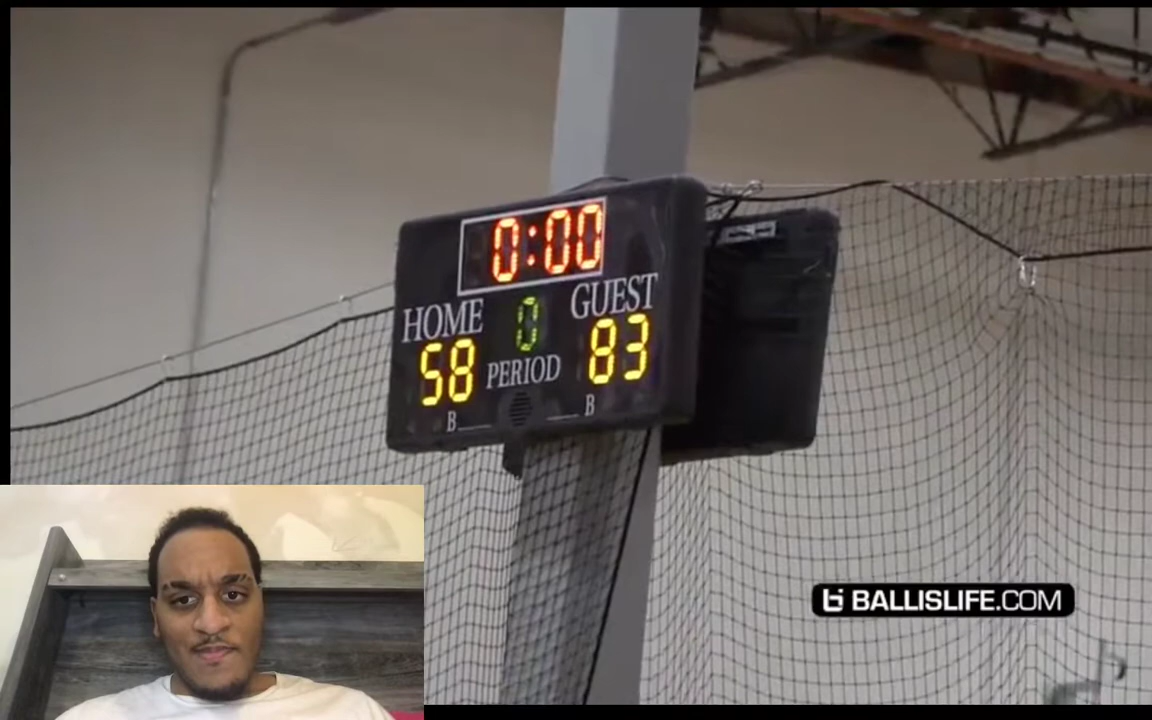 0:00
HOME 0 GUEST
58 PERIOD 83
B B
BALLISLIFE.COM